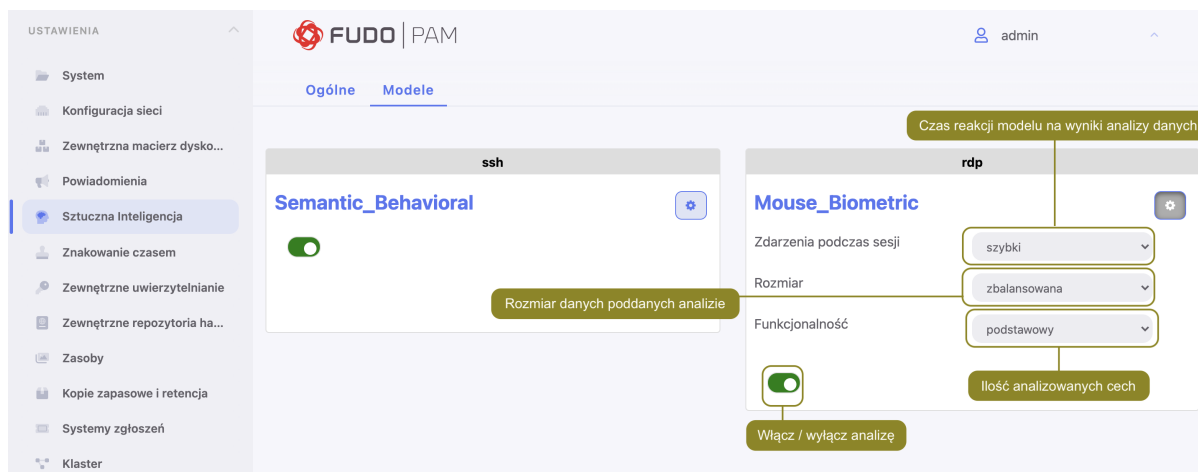 USTAWIENIA
System
Konfiguracja sieci
Zewnętrzna macierz dysko...
Powiadomienia
Sztuczna Inteligencja
Znakowanie czasem
Zewnętrzne uwierzytelnianie
Zewnętrzne repozytoria ha...
Zasoby
Kopie zapasowe i retencja
Systemy zgłoszeń
Klaster
FUDO PAM
admin
Ogólne Modele
Czas reakcji modelu na wyniki analizy danych
ssh
Semantic_Behavioral
rdp
Mouse_Biometric
Zdarzenia podczas sesji szybki
Rozmiar zbalansowana
Rozmiar danych poddanych analizie
Funkcjonalność podstawowy
Ilość analizowanych cech
Włącz / wyłącz analizę